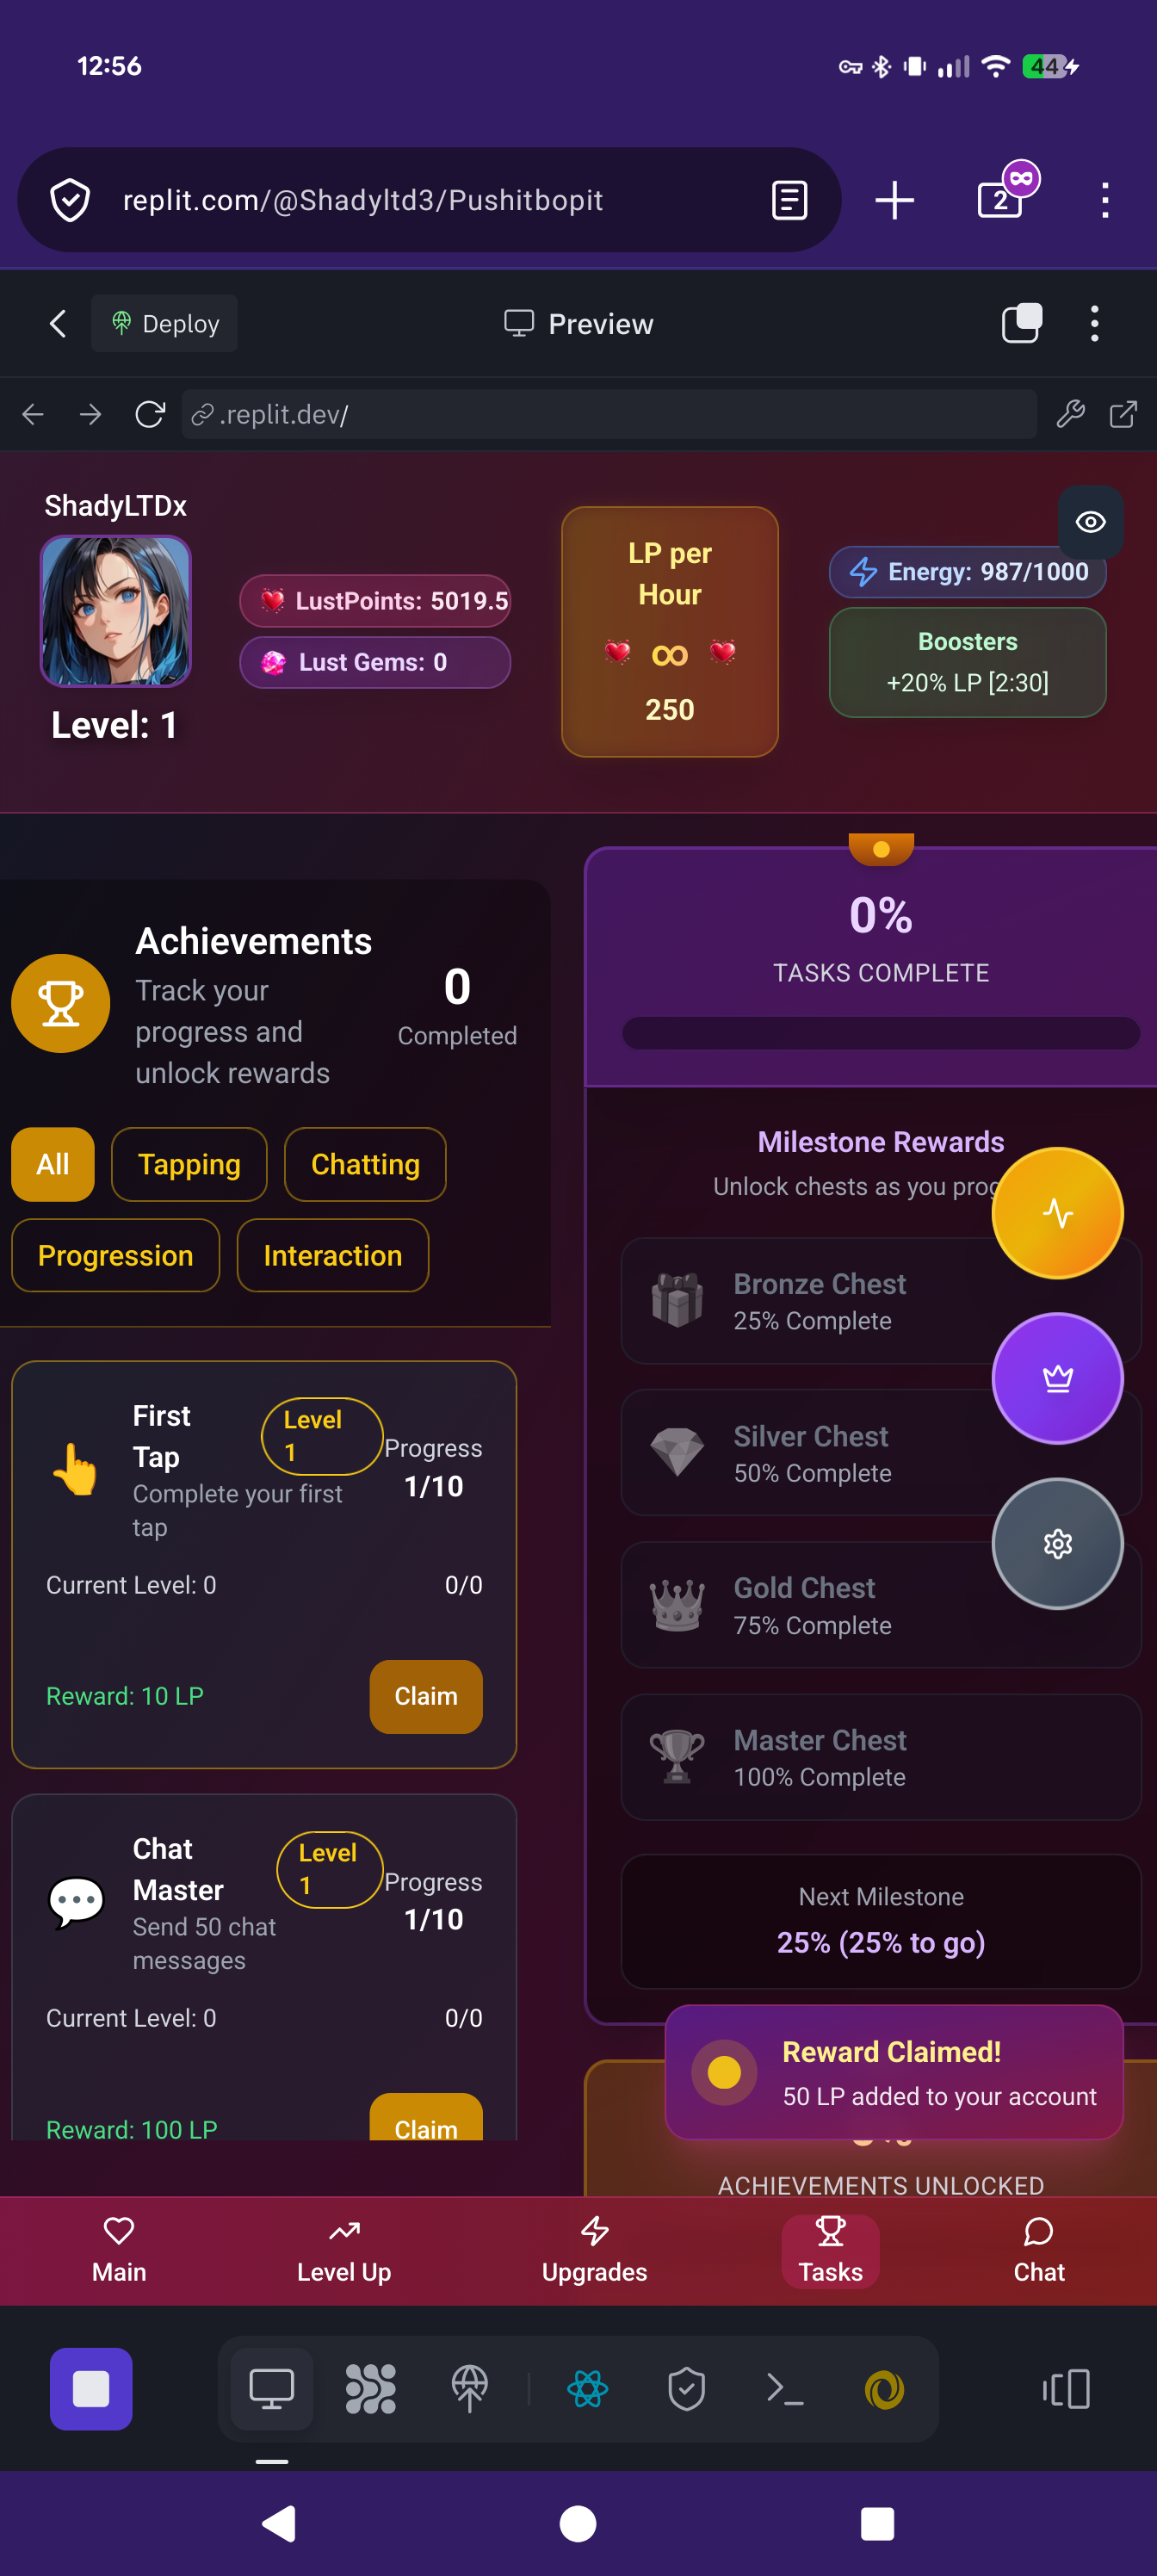 12:56
44
replit.com/@Shadyltd3/Pushitbopit
2
Deploy
Preview
.replit.dev/
ShadyLTDx
Level: 1
LustPoints: 5019.5
Lust Gems: 0
LP per
Hour
∞
250
Energy: 987/1000
Boosters
+20% LP [2:30]
Achievements
Track your
progress and
unlock rewards
0
Completed
All
Tapping
Chatting
Progression
Interaction
First
Tap
Level
1
Complete your first
tap
Progress
1/10
Current Level: 0
0/0
Reward: 10 LP
Claim
Chat
Master
Level
1
Send 50 chat
messages
Progress
1/10
Current Level: 0
0/0
Reward: 100 LP
Claim
0%
TASKS COMPLETE
Milestone Rewards
Unlock chests as you prog
Bronze Chest
25% Complete
Silver Chest
50% Complete
Gold Chest
75% Complete
Master Chest
100% Complete
Next Milestone
25% (25% to go)
Reward Claimed!
50 LP added to your account
ACHIEVEMENTS UNLOCKED
Main
Level Up
Upgrades
Tasks
Chat